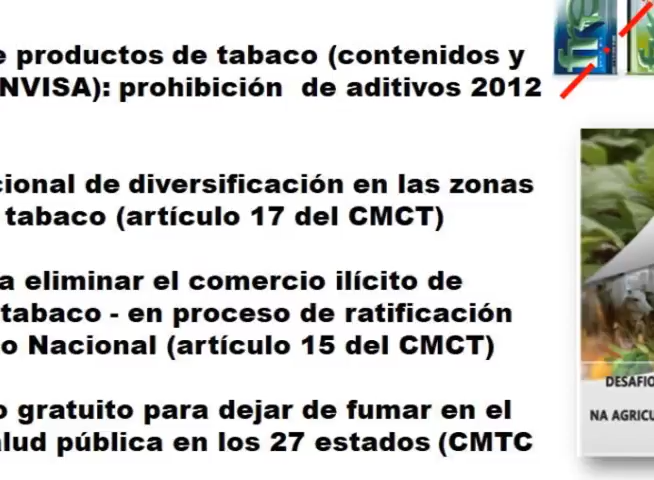 e productos de tabaco (contenidos y
NVISA): prohibición de aditivos 2012
cional de diversificación en las zonas
tabaco (artículo 17 del CMCT)
a eliminar el comercio ilícito de
tabaco - en proceso de ratificación
o Nacional (artículo 15 del CMCT)
o gratuito para dejar de fumar en el
alud pública en los 27 estados (CMTC
DESAFIO
NA AGRICU